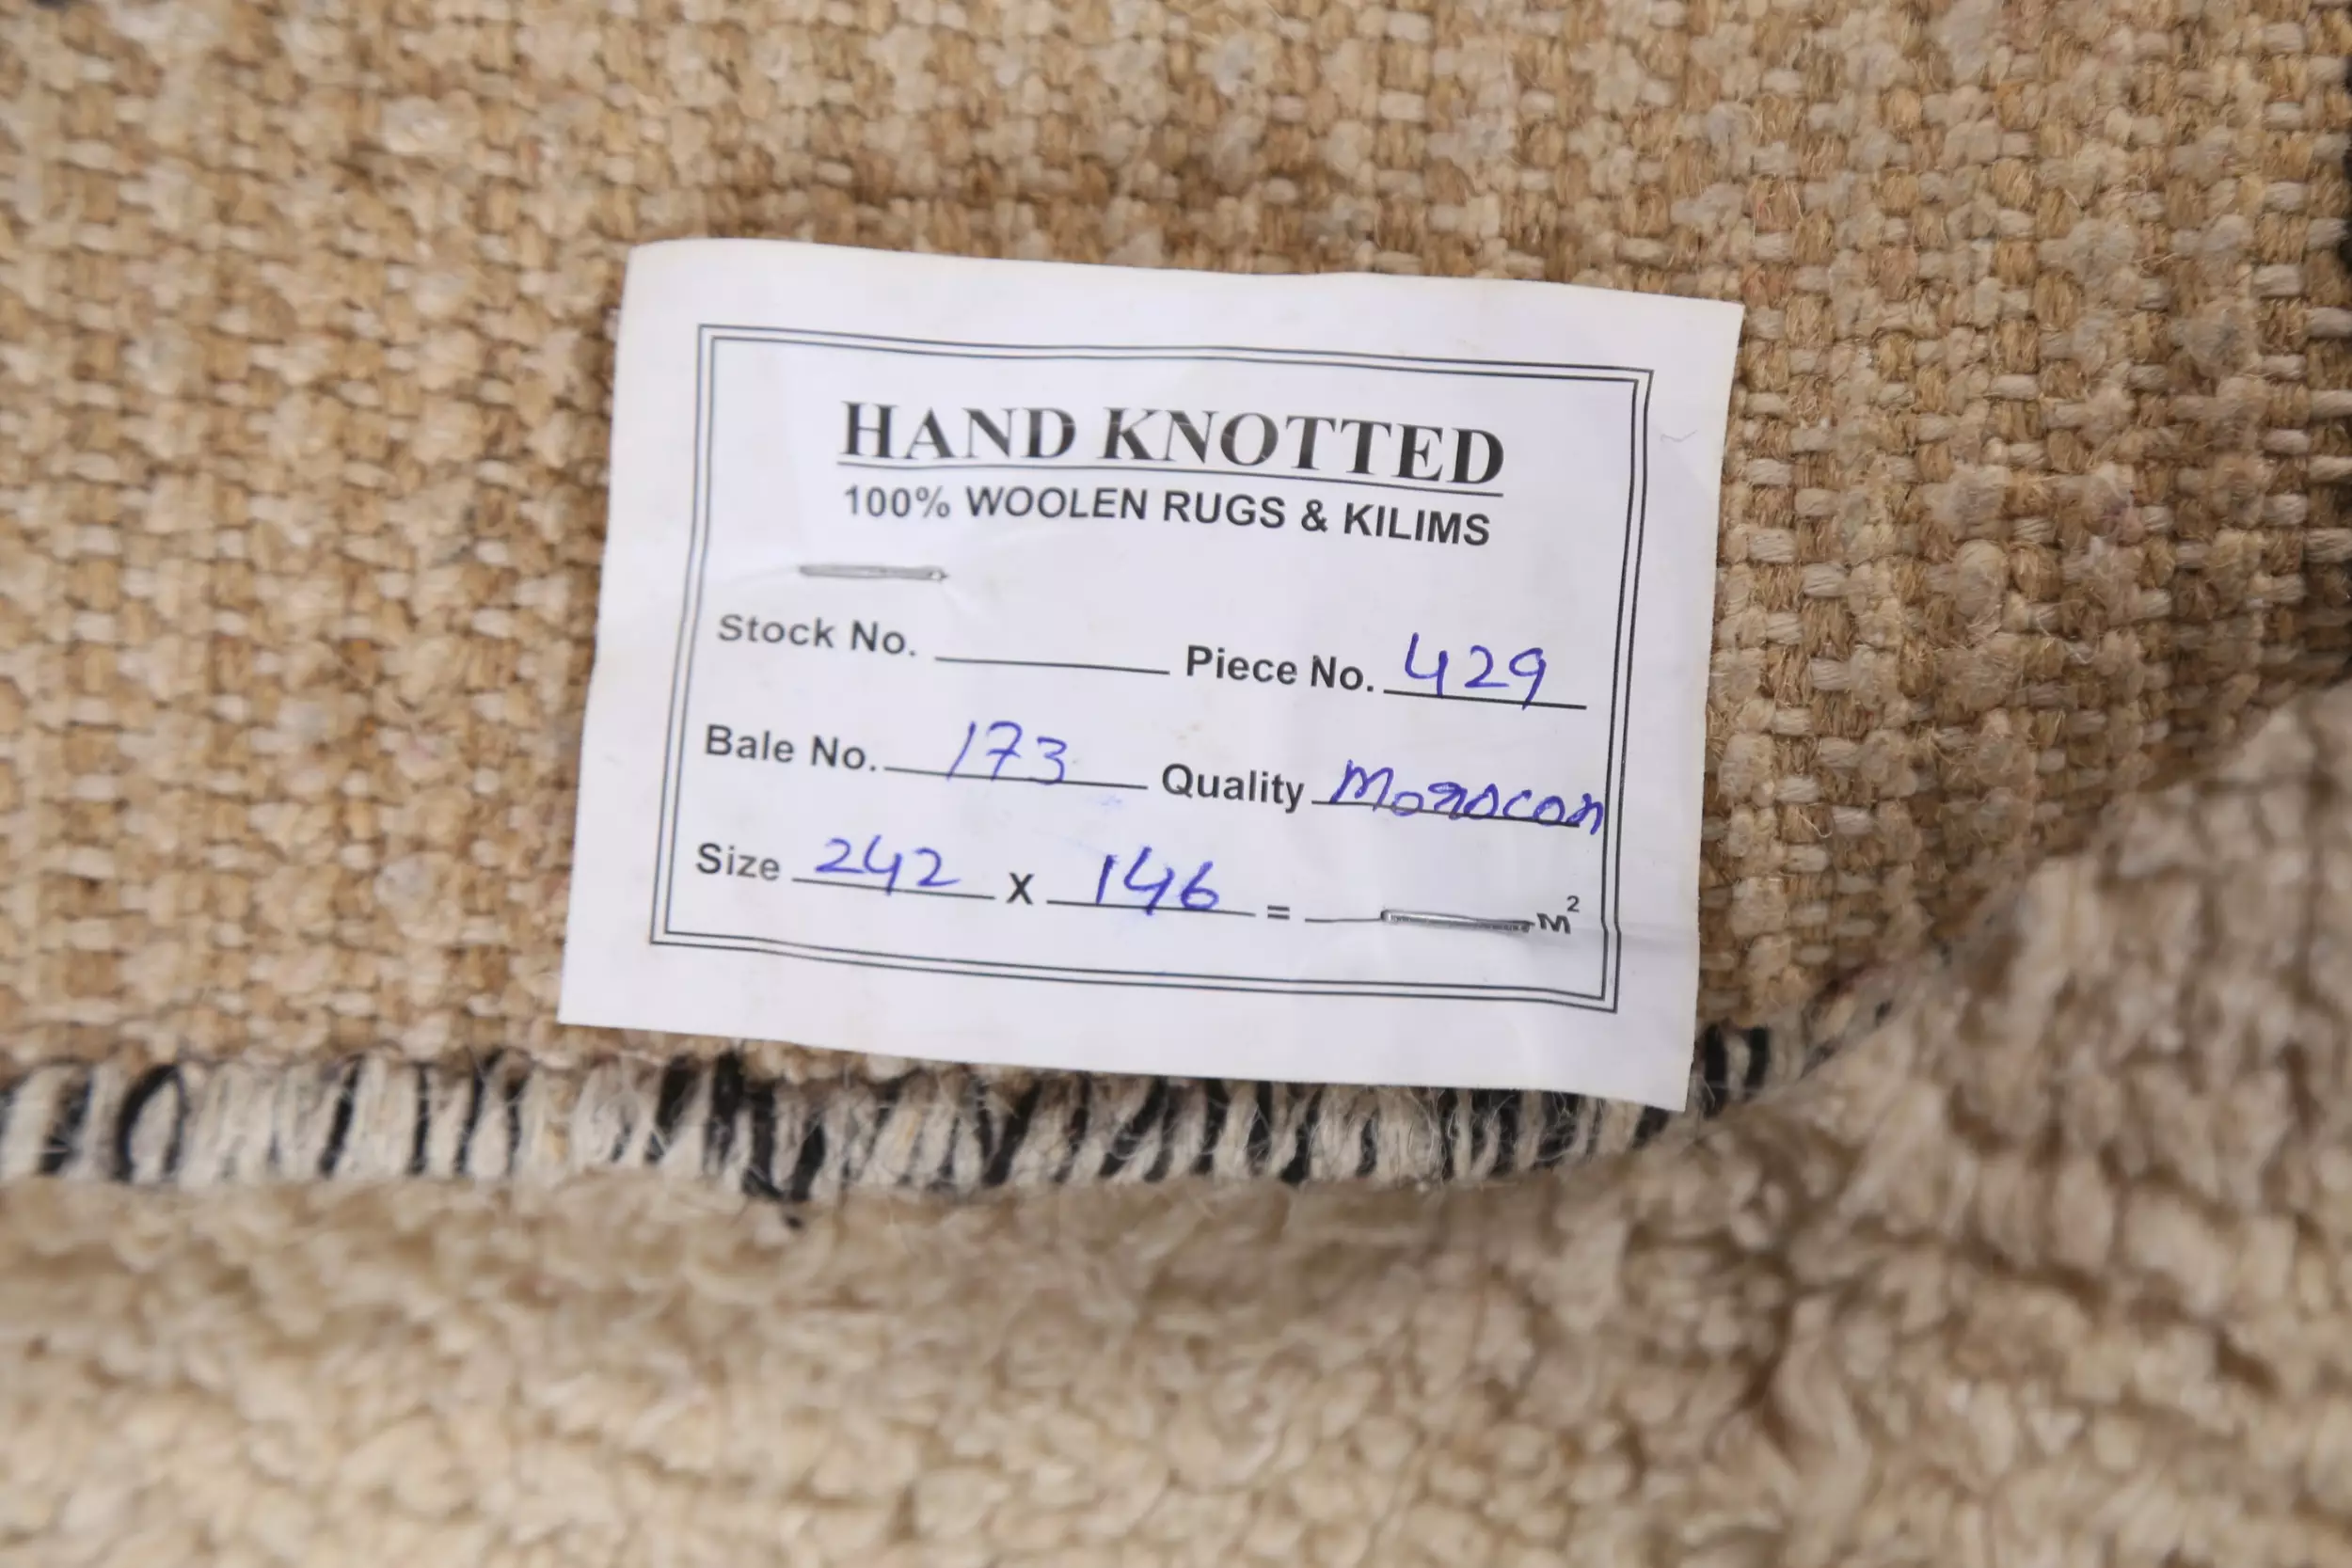 HAND KNOTTED
100% WOOLEN RUGS & KILIMS
Stock No. Piece No. 429
Bale No. 173 Quality Morocon
Size 242 X 146 = M²